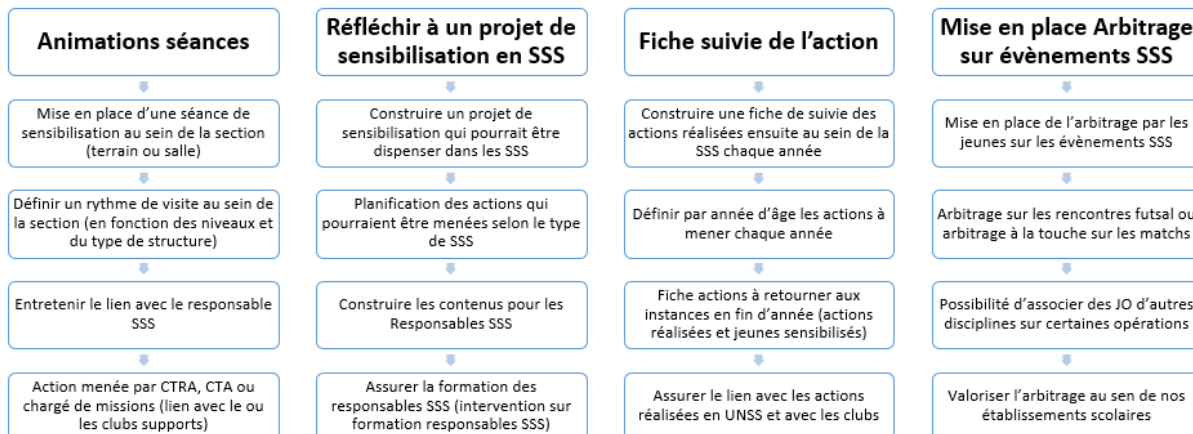 Animations séances
Mise en place d'une séance de
sensibilisation au sein de la section
(terrain ou salle)
Définir un rythme de visite au sein de
la section (en fonction des niveaux et
du type de structure)
Entretenir le lien avec le responsable
SSS
Action menée par CTRA, CTA ou
chargé de missions (lien avec le ou
les clubs supports)
Réfléchir à un projet de
sensibilisation en SSS
Construire un projet de
sensibilisation qui pourrait être
dispenser dans les SSS
Planification des actions qui
pourraient être menées selon le type
de SSS
Construire les contenus pour les
Responsables SSS
Assurer la formation des
responsables SSS (intervention sur
formation responsables SSS)
Fiche suivie de l'action
Construire une fiche de suivie des
actions réalisées ensuite au sein de la
SSS chaque année
Définir par année d'âge les actions à
mener chaque année
Fiche actions à retourner aux
instances en fin d'année (actions
réalisées et jeunes sensibilisés)
Assurer le lien avec les actions
réalisées en UNSS et avec les clubs
Mise en place Arbitrage
sur évènements SSS
Mise en place de l'arbitrage par les
jeunes sur les évènements SSS
Arbitrage sur les rencontres futsal ou
arbitrage à la touche sur les matchs
Possibilité d'associer des JO d'autres
disciplines sur certaines opérations
Valoriser l'arbitrage au sen de nos
établissements scolaires